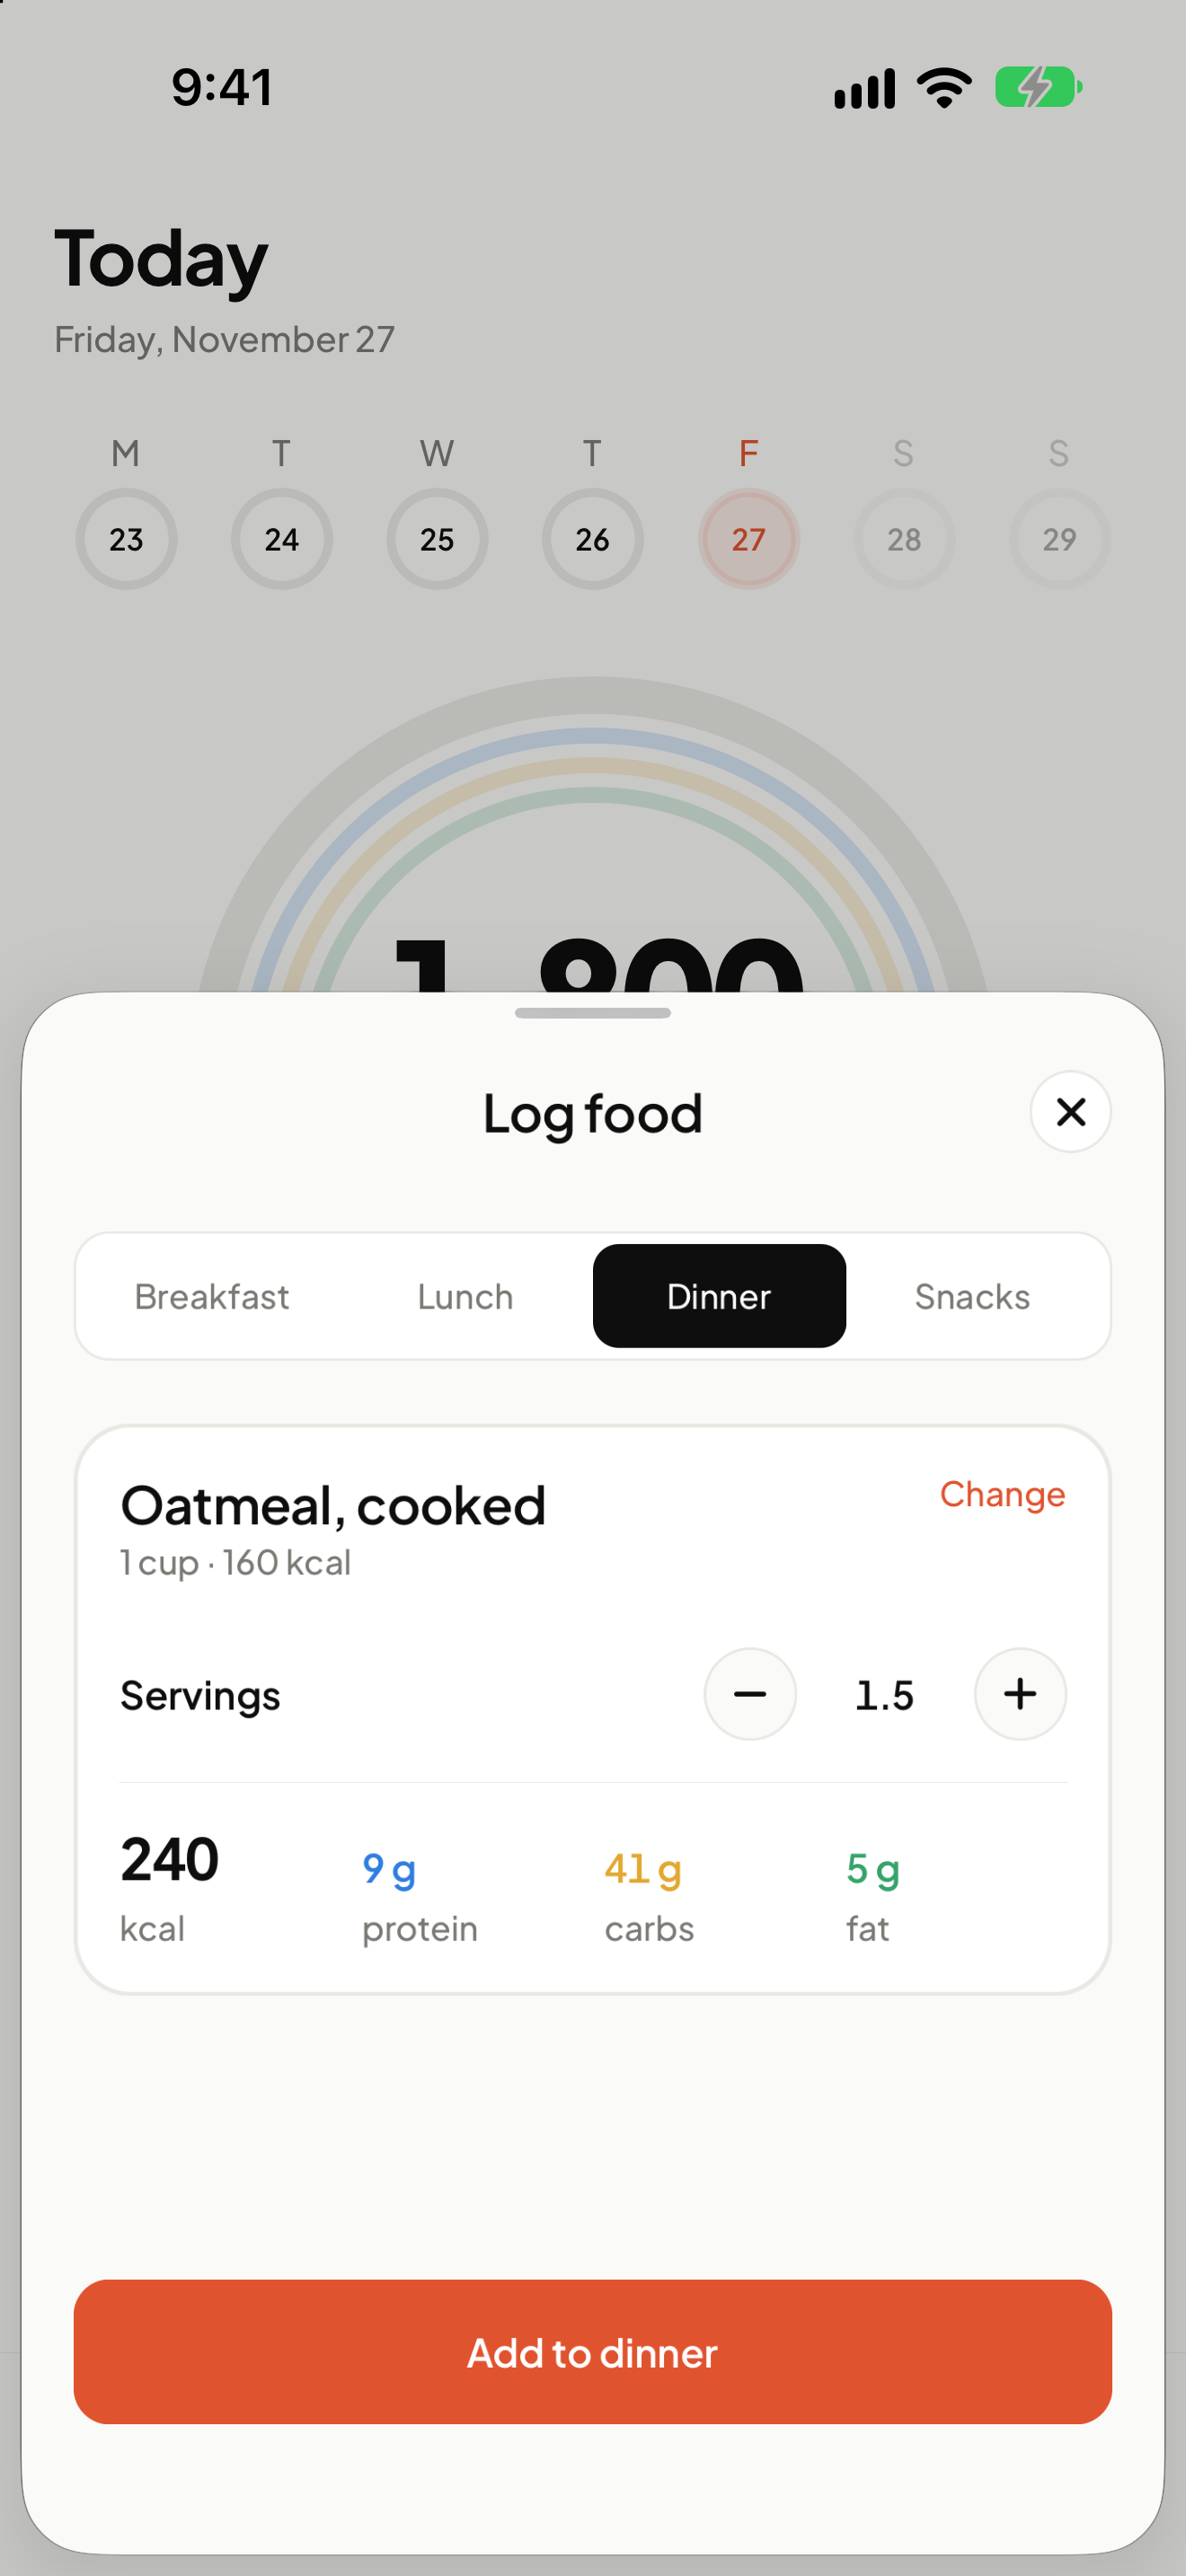 9:41
Today
Friday, November 27
M T W T F S S
23 24 25 26 27 28 29
1,800
Log food
Breakfast Lunch Dinner Snacks
Oatmeal, cooked
Change
1 cup · 160 kcal
Servings
1.5
240 9 g 41 g 5 g
kcal protein carbs fat
Add to dinner